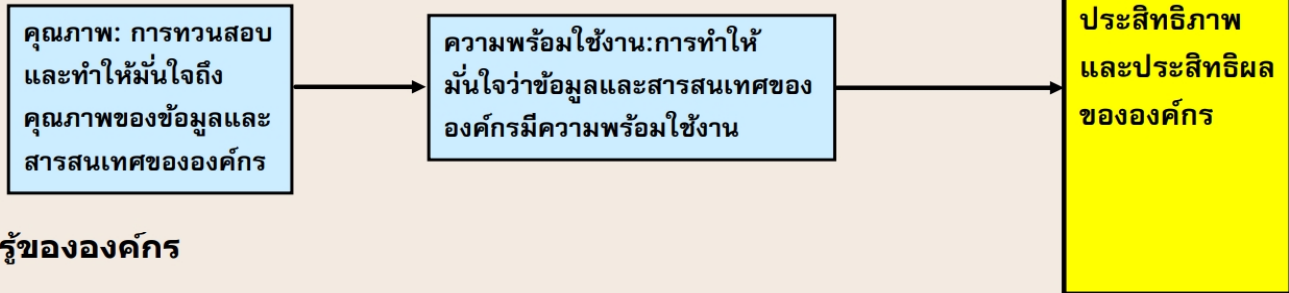 คุณภาพ: การทวนสอบ
และทำให้มั่นใจถึง
คุณภาพของข้อมูลและ
สารสนเทศขององค์กร
ความพร้อมใช้งาน:การทำให้
มั่นใจว่าข้อมูลและสารสนเทศของ
องค์กรมีความพร้อมใช้งาน
ประสิทธิภาพ
และประสิทธิผล
ขององค์กร
รู้ขององค์กร